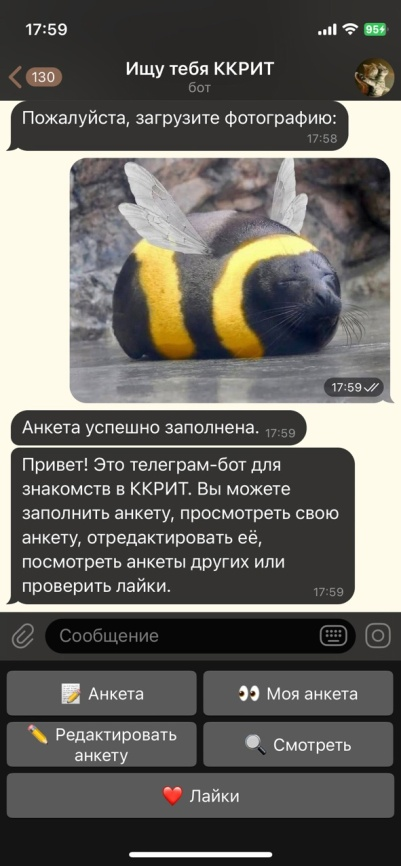 17:59
95
130
Ищу тебя ККРИТ
бот
Пожалуйста, загрузите фотографию:
17:58
17:59
Анкета успешно заполнена. 17:59
Привет! Это телеграм-бот для
знакомств в ККРИТ. Вы можете
заполнить анкету, просмотреть свою
анкету, отредактировать её,
посмотреть анкеты других или
проверить лайки.
17:59
Сообщение
Анкета
Моя анкета
Редактировать
анкету
Смотреть
Лайки